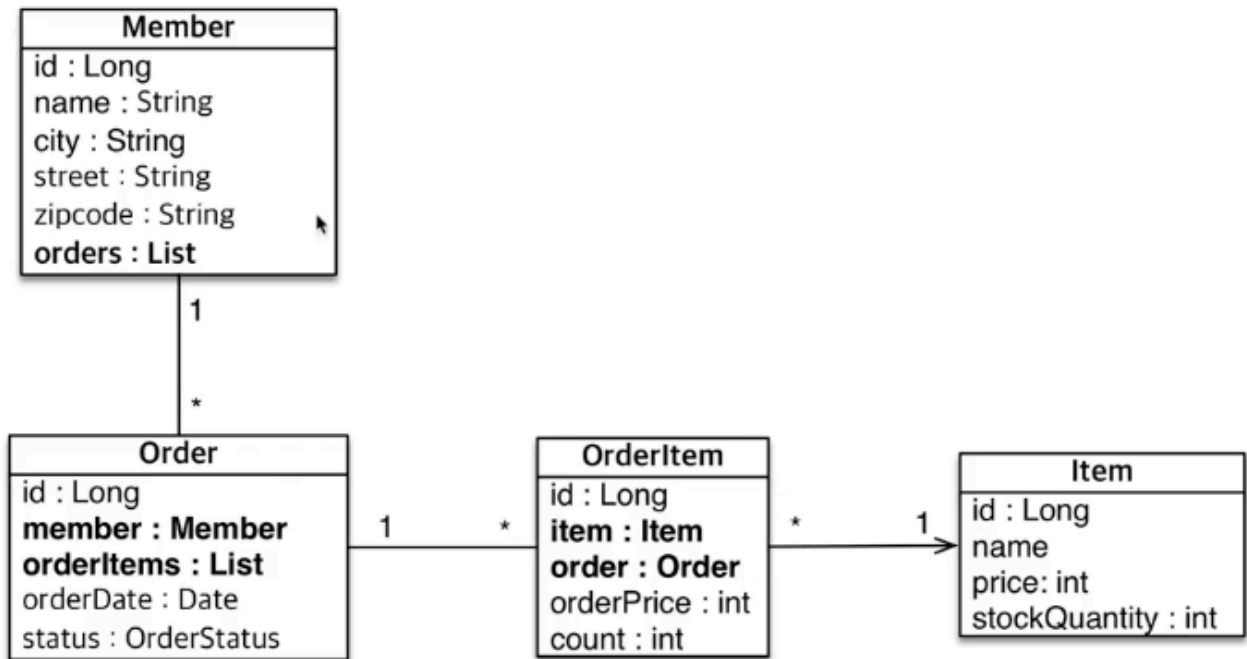 Member
id : Long
name : String
city : String
street : String
zipcode : String
orders : List
1
*
Order
id : Long
member : Member
orderItems : List
orderDate : Date
status : OrderStatus
1
*
OrderItem
id : Long
item : Item
order : Order
orderPrice : int
count : int
*
1
Item
id : Long
name
price: int
stockQuantity : int